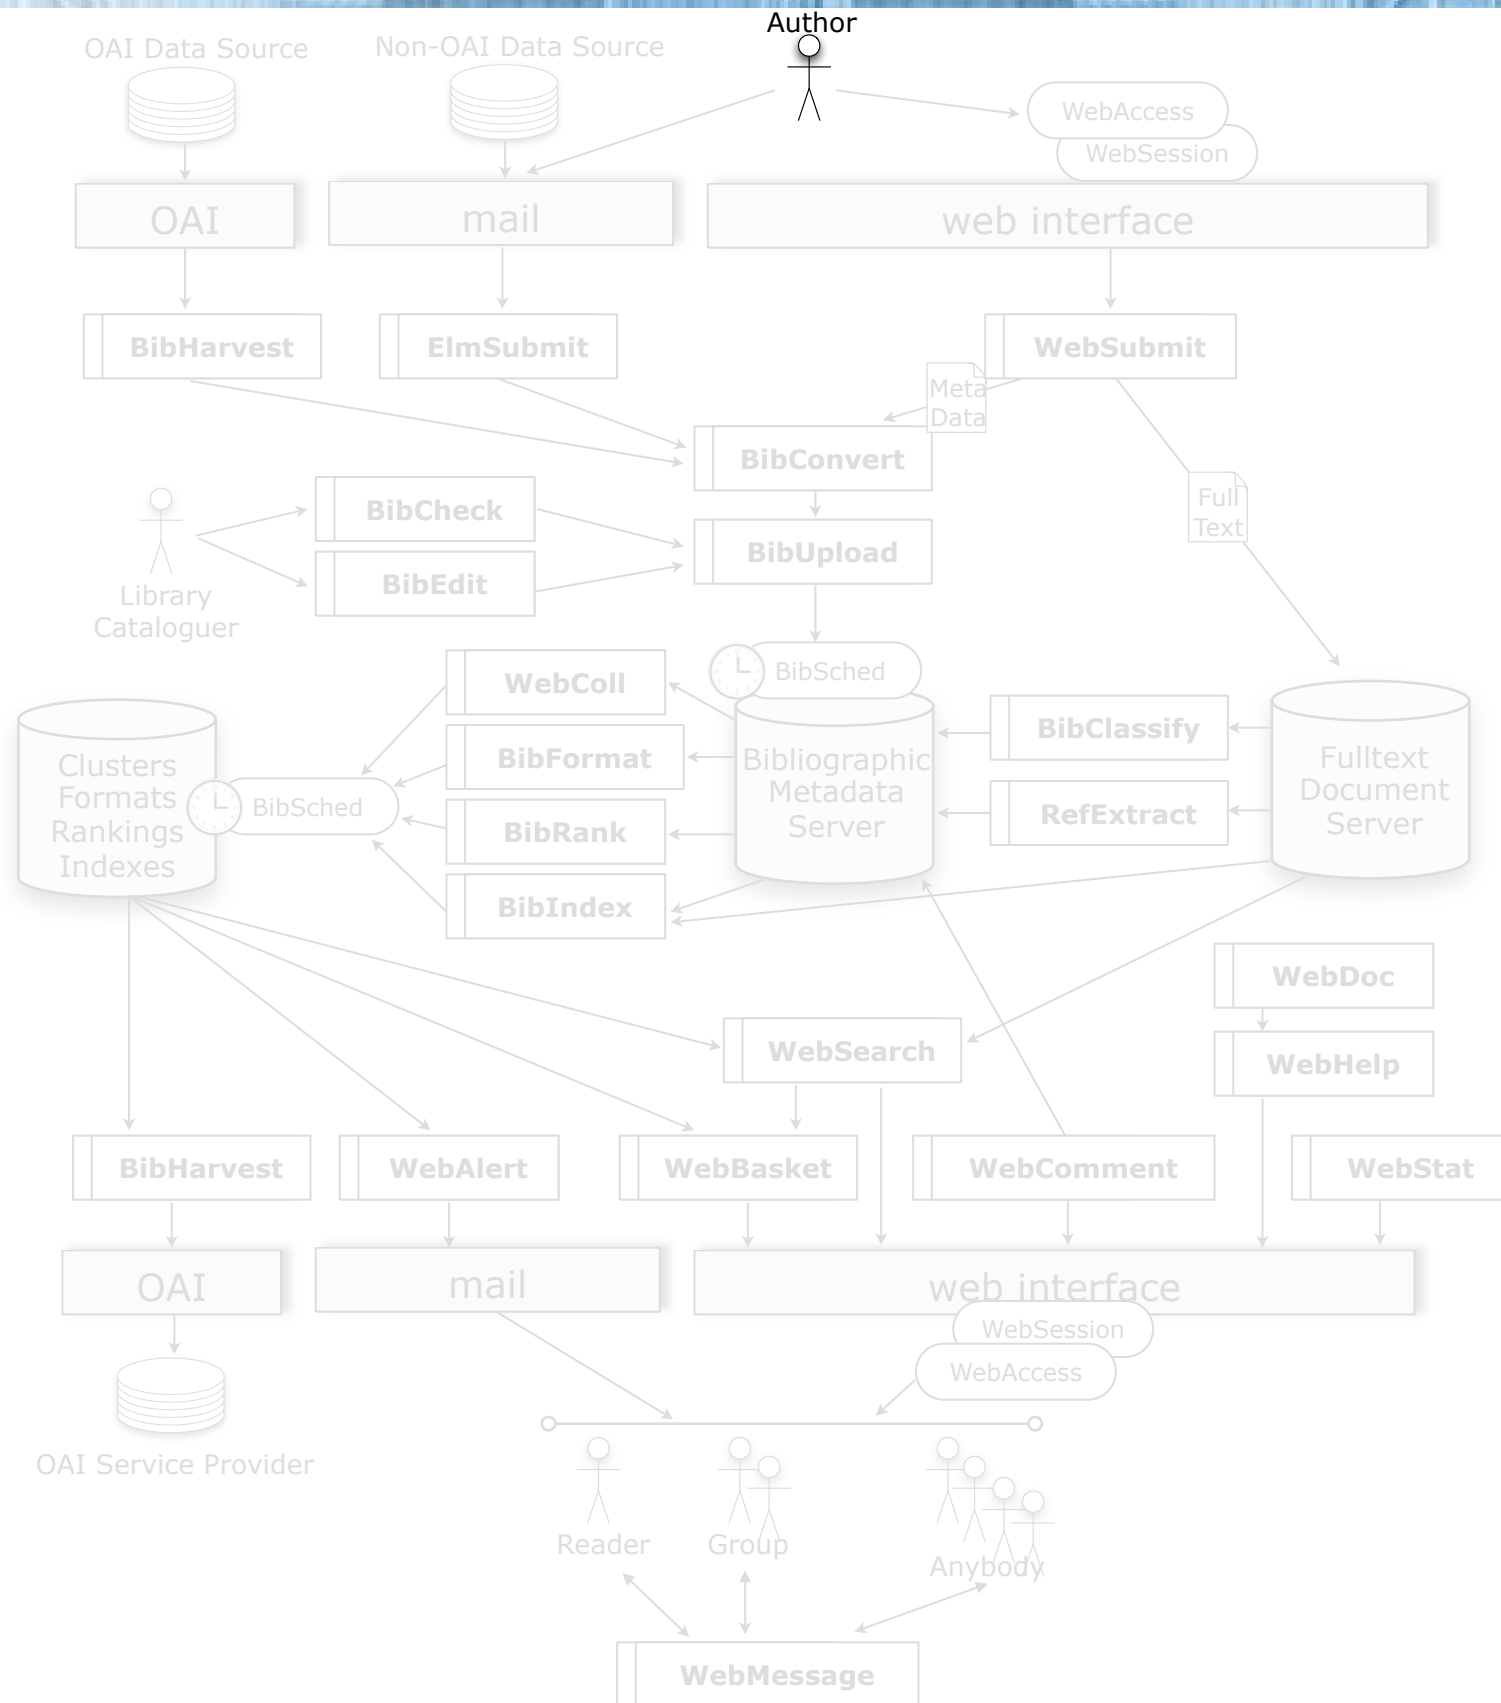 Author
OAI Data Source
Non-OAI Data Source
WebAccess
WebSession
OAI
mail
web interface
BibHarvest
ElmSubmit
WebSubmit
Meta
Data
BibConvert
Full
Text
BibCheck
BibUpload
BibEdit
Library
Cataloguer
BibSched
WebColl
BibFormat
BibRank
BibIndex
Clusters
Formats
Rankings
Indexes
BibSched
Bibliographic
Metadata
Server
BibClassify
RefExtract
Fulltext
Document
Server
WebDoc
WebHelp
WebSearch
BibHarvest
WebAlert
WebBasket
WebComment
WebStat
OAI
mail
web interface
WebSession
WebAccess
OAI Service Provider
Reader
Group
Anybody
WebMessage